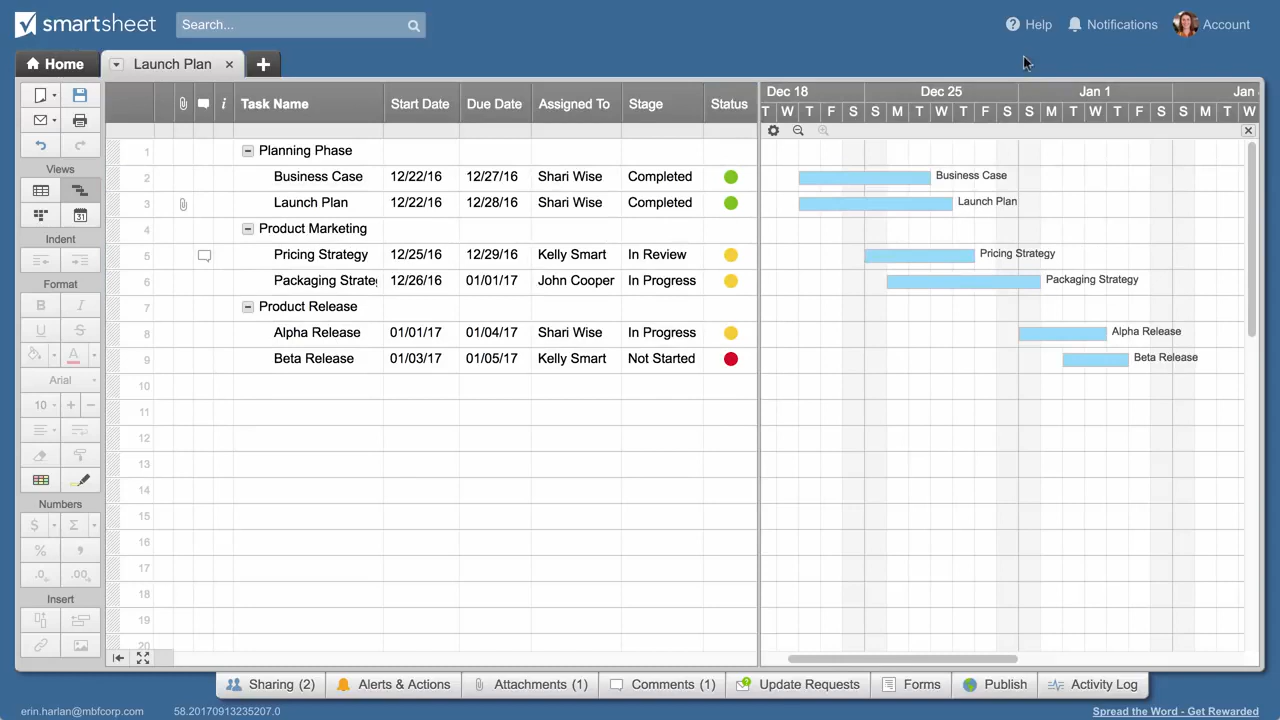 smartsheet Search... Help Notifications Account
Home Launch Plan +
i Task Name Start Date Due Date Assigned To Stage Status Dec 18 Dec 25 Jan 1 Jan
T W T F S S M T W T F S S M T W T F S S M T W
1 Planning Phase
2 Business Case 12/22/16 12/27/16 Shari Wise Completed Business Case
3 Launch Plan 12/22/16 12/28/16 Shari Wise Completed Launch Plan
4 Product Marketing
5 Pricing Strategy 12/25/16 12/29/16 Kelly Smart In Review Pricing Strategy
6 Packaging Strate 12/26/16 01/01/17 John Cooper In Progress Packaging Strategy
7 Product Release
8 Alpha Release 01/01/17 01/04/17 Shari Wise In Progress Alpha Release
9 Beta Release 01/03/17 01/05/17 Kelly Smart Not Started Beta Release
10
11
12
13
14
15
16
17
18
19
20
Views
31
Indent
Format
B I
U S
A
Arial
10 + −
Numbers
$ Σ
% ,
.0 .00
Insert
Sharing (2) Alerts & Actions Attachments (1) Comments (1) Update Requests Forms Publish Activity Log
erin.harlan@mbfcorp.com 58.20170913235207.0 Spread the Word - Get Rewarded